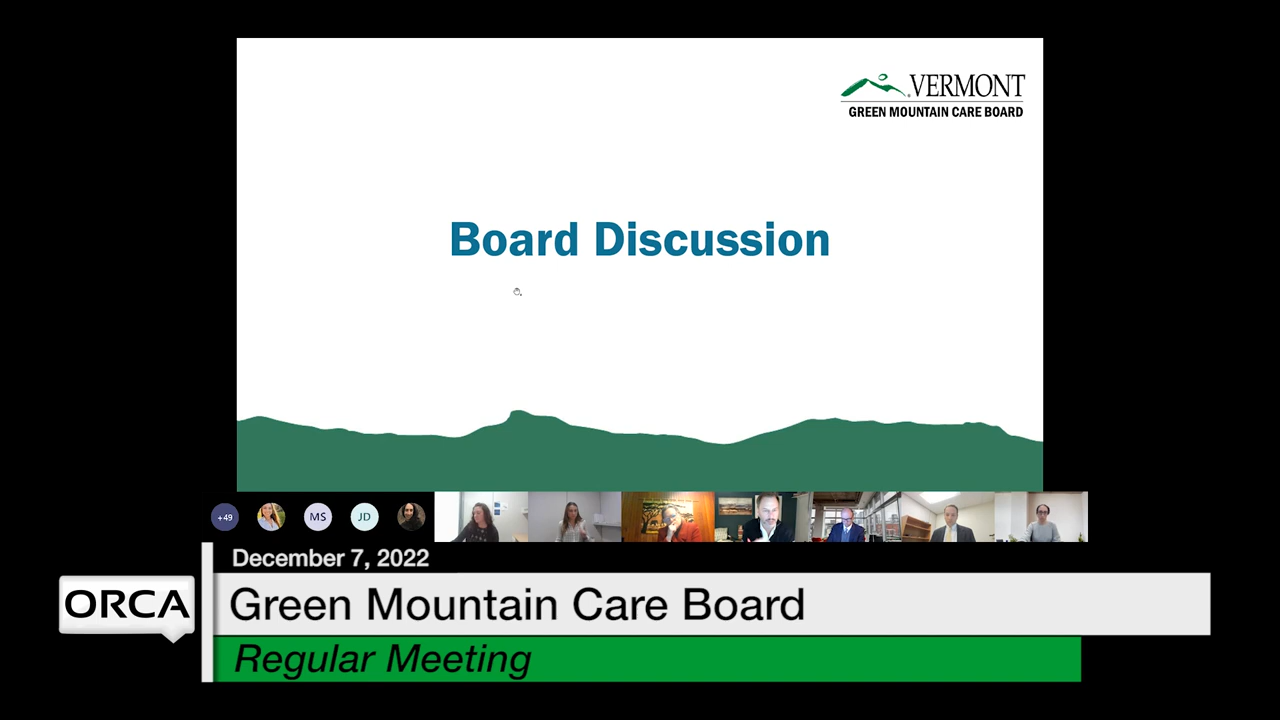 VERMONT
GREEN MOUNTAIN CARE BOARD
Board Discussion
+49
MS
JD
December 7, 2022
ORCA
Green Mountain Care Board
Regular Meeting